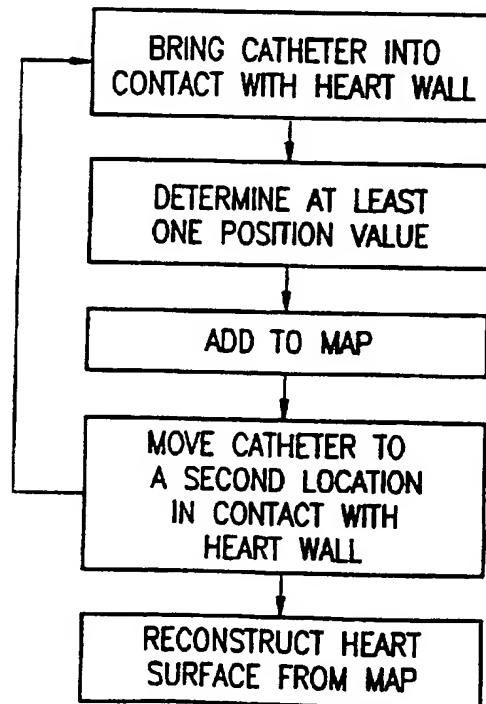 BRING CATHETER INTO
CONTACT WITH HEART WALL
DETERMINE AT LEAST
ONE POSITION VALUE
ADD TO MAP
MOVE CATHETER TO
A SECOND LOCATION
IN CONTACT WITH
HEART WALL
RECONSTRUCT HEART
SURFACE FROM MAP